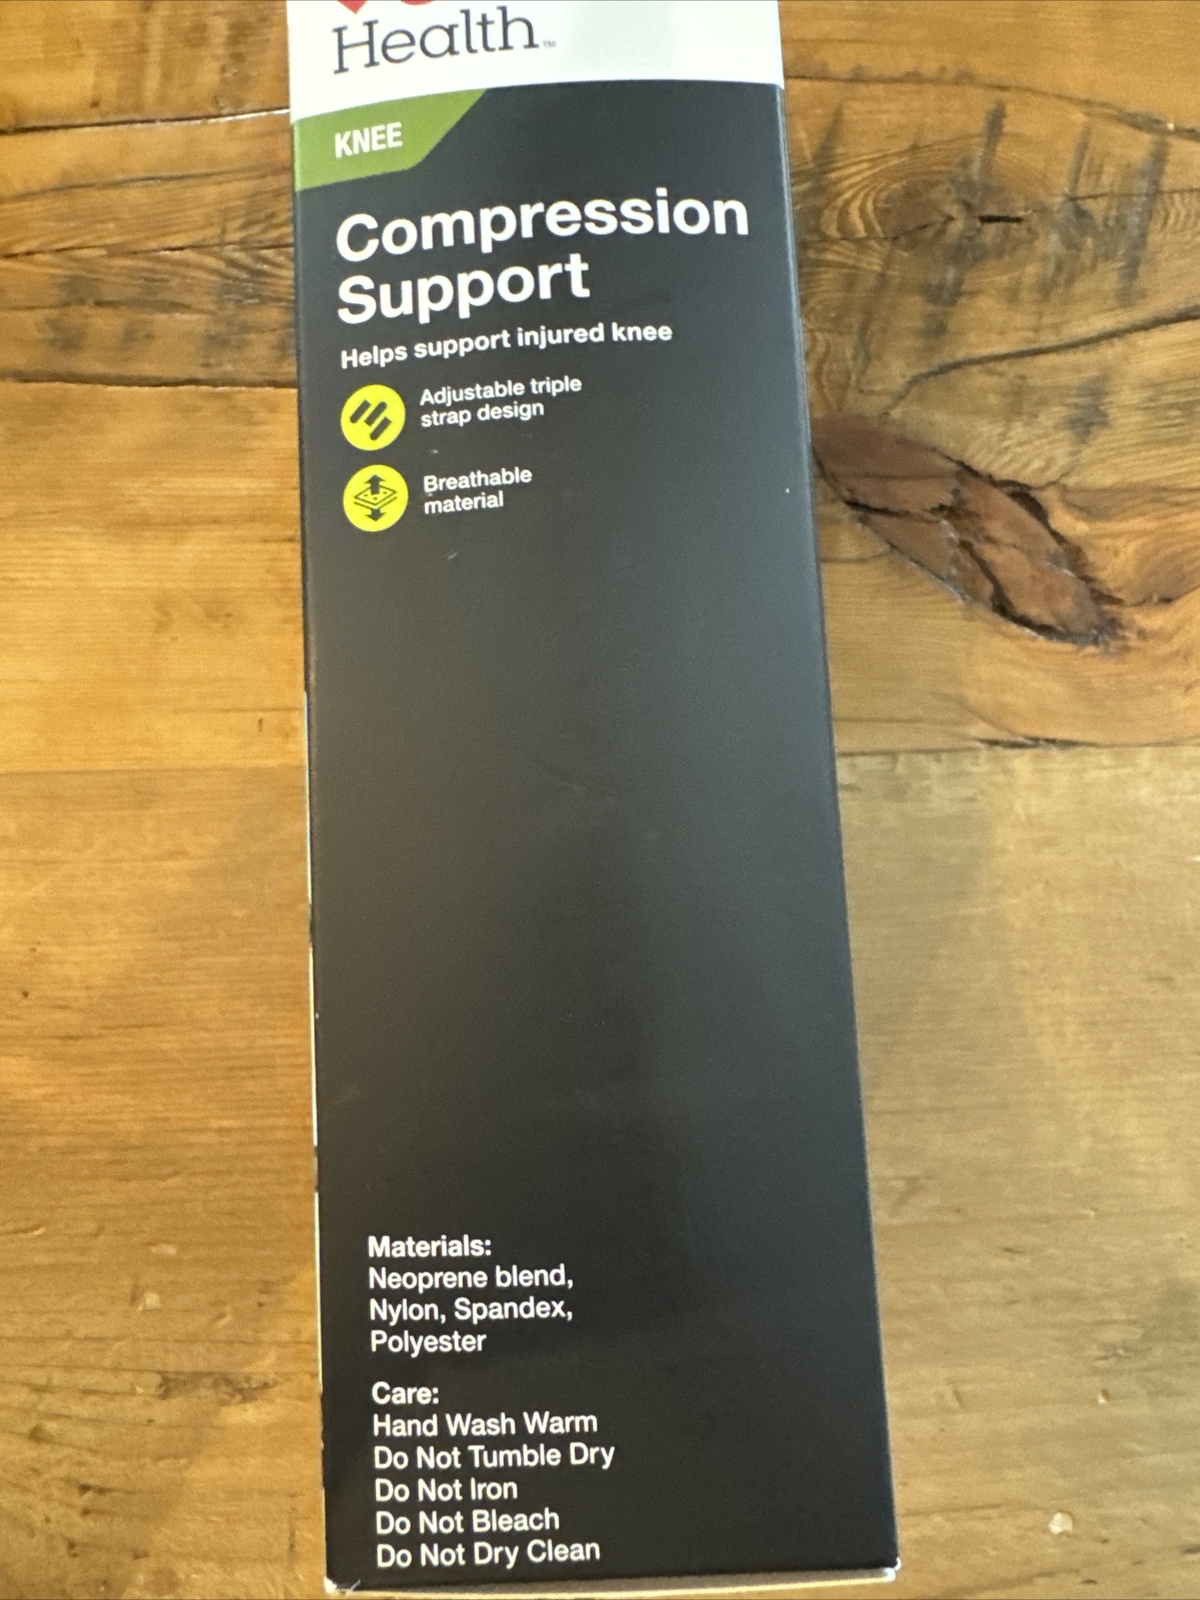 Health™
KNEE
Compression
Support
Helps support injured knee
Adjustable triple
strap design
Breathable
material
Materials:
Neoprene blend,
Nylon, Spandex,
Polyester
Care:
Hand Wash Warm
Do Not Tumble Dry
Do Not Iron
Do Not Bleach
Do Not Dry Clean